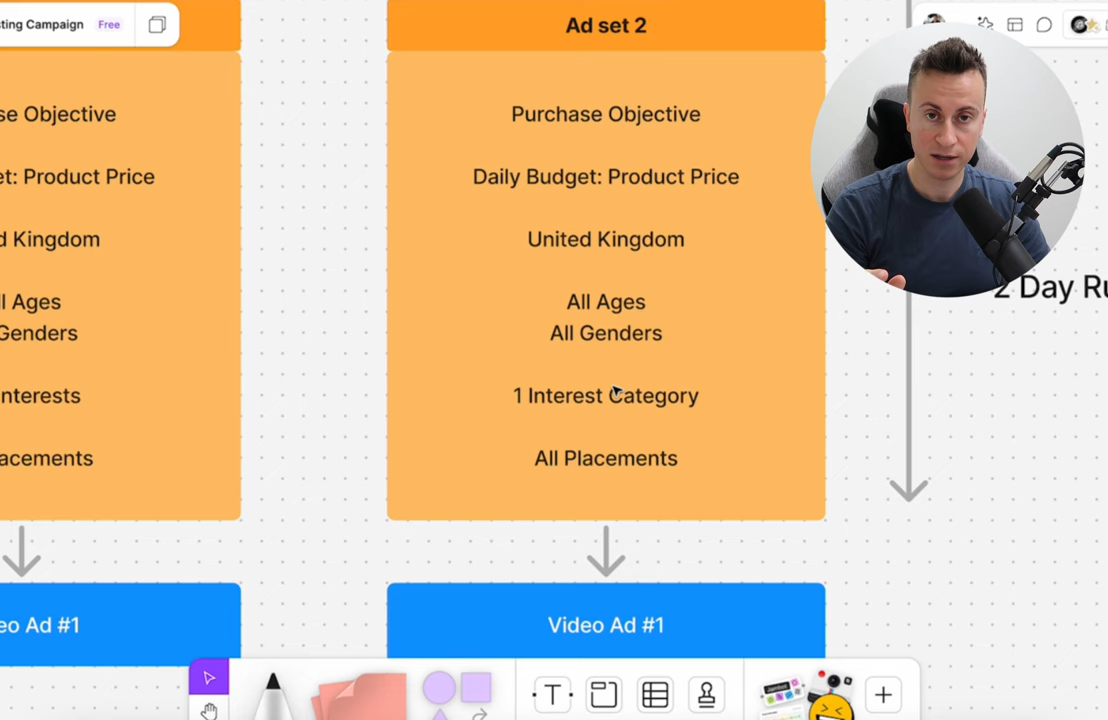 ting Campaign Free
Ad set 2
se Objective
et: Product Price
d Kingdom
ll Ages
Genders
nterests
acements
eo Ad #1
Purchase Objective
Daily Budget: Product Price
United Kingdom
All Ages
All Genders
1 Interest Category
All Placements
Video Ad #1
2 Day Ru
T